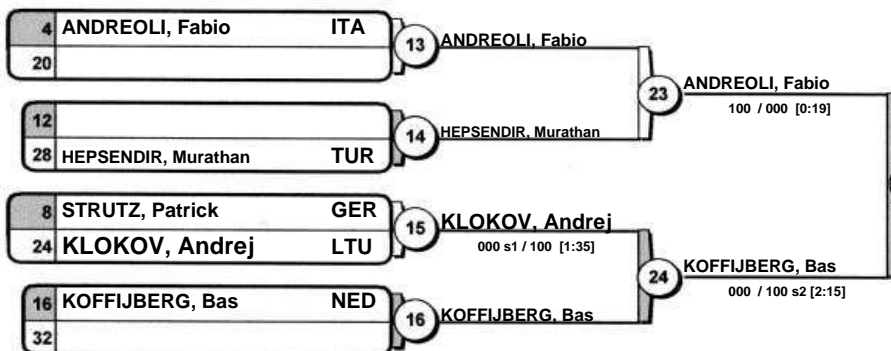 4 ANDREOLI, Fabio ITA
20
13
ANDREOLI, Fabio
12
28 HEPSENDIR, Murathan TUR
14
HEPSENDIR, Murathan
23
ANDREOLI, Fabio
100 / 000 [0:19]
8 STRUTZ, Patrick GER
24 KLOKOV, Andrej LTU
15
KLOKOV, Andrej
000 s1 / 100 [1:35]
16 KOFFIJBERG, Bas NED
32
16
KOFFIJBERG, Bas
24
KOFFIJBERG, Bas
000 / 100 s2 [2:15]